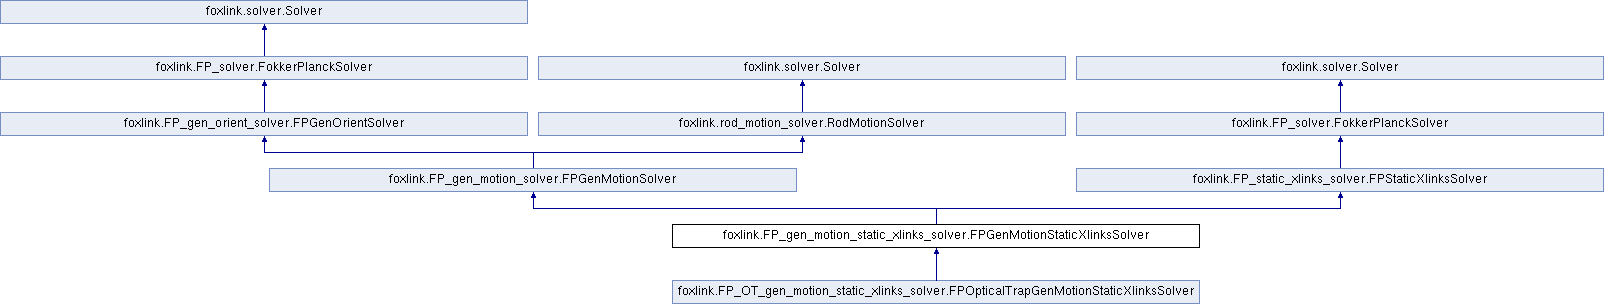 foxlink.solver.Solver
foxlink.FP_solver.FokkerPlanckSolver
foxlink.solver.Solver
foxlink.solver.Solver
foxlink.FP_gen_orient_solver.FPGenOrientSolver
foxlink.rod_motion_solver.RodMotionSolver
foxlink.FP_solver.FokkerPlanckSolver
foxlink.FP_gen_motion_solver.FPGenMotionSolver
foxlink.FP_static_xlinks_solver.FPStaticXlinksSolver
foxlink.FP_gen_motion_static_xlinks_solver.FPGenMotionStaticXlinksSolver
foxlink.FP_OT_gen_motion_static_xlinks_solver.FPOpticalTrapGenMotionStaticXlinksSolver